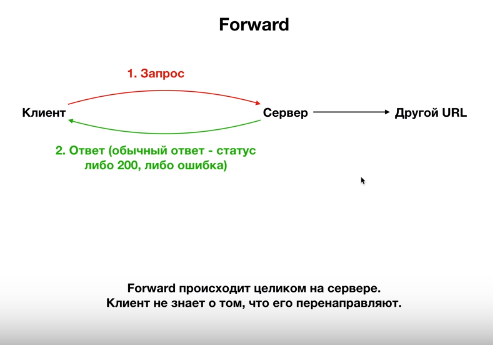 Forward
1. Запрос
Клиент
Сервер
Другой URL
2. Ответ (обычный ответ - статус
либо 200, либо ошибка)
Forward происходит целиком на сервере.
Клиент не знает о том, что его перенаправляют.